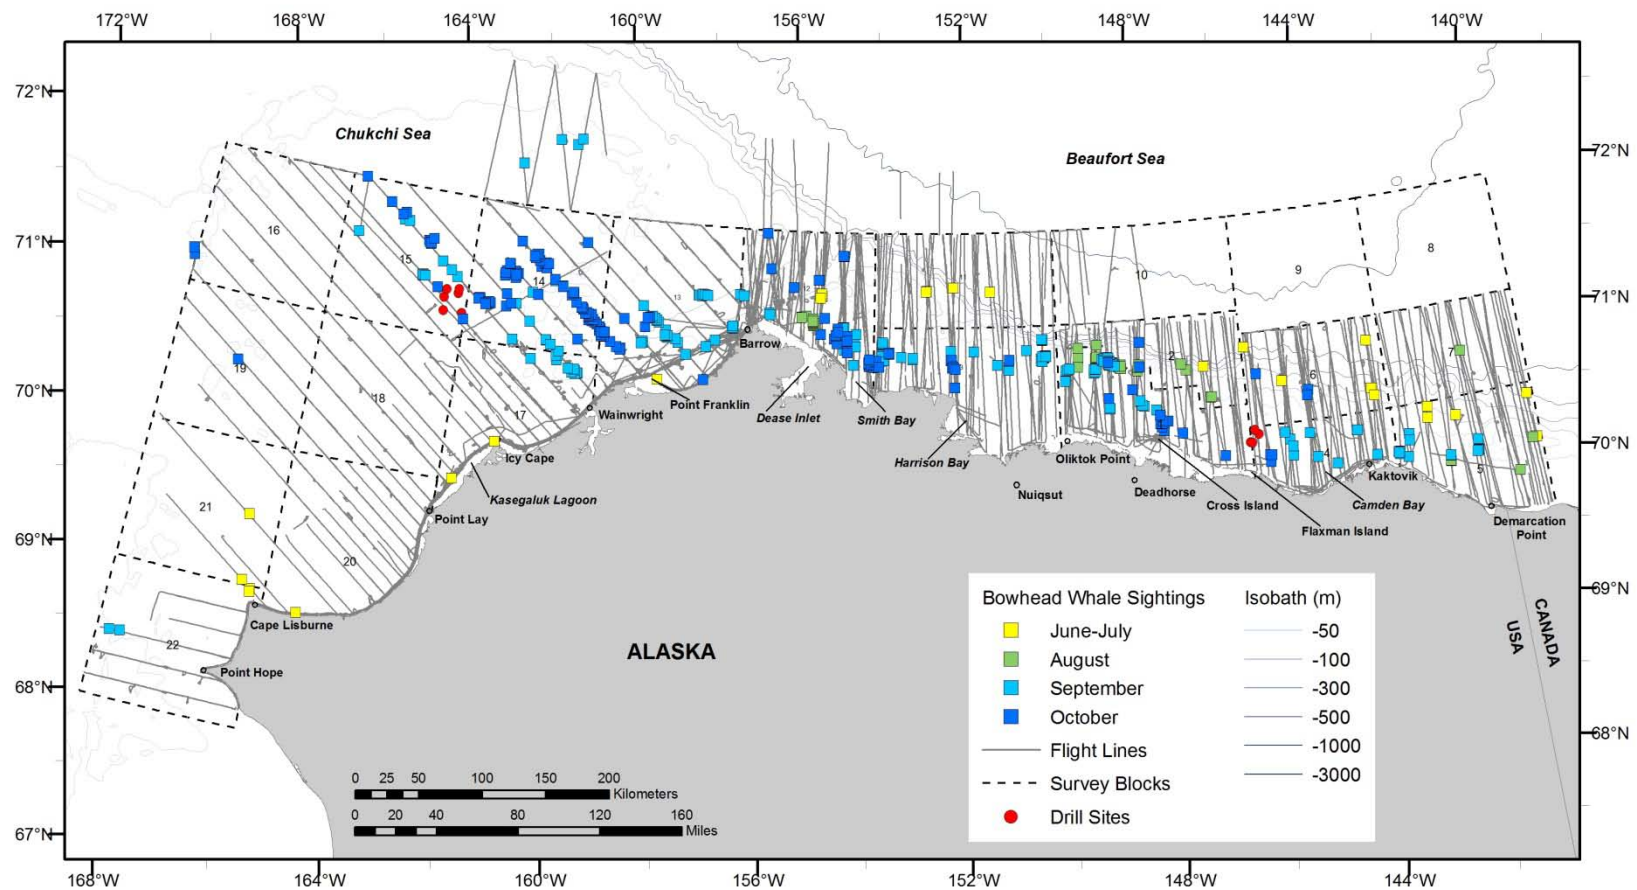 172°W 168°W 164°W 160°W 156°W 152°W 148°W 144°W 140°W
72°N
72°N
Chukchi Sea
Beaufort Sea
16
8
71°N
9
15
14
10
13
12
11
71°N
Barrow
2
7
19
6
70°N
18
Point Franklin
17
Wainwright
Dease Inlet
Smith Bay
1
70°N
Icy Cape
Harrison Bay
Oliktok Point
4
5
Kaktovik
Kasegaluk Lagoon
Nuiqsut
Deadhorse
Cross Island
Camden Bay
21
Point Lay
Flaxman Island
Demarcation
Point
69°N
20
69°N
Cape Lisburne
22
Point Hope
ALASKA
USA
CANADA
68°N
68°N
67°N
Bowhead Whale Sightings
June-July
August
September
October
Flight Lines
Survey Blocks
Drill Sites
Isobath (m)
-50
-100
-300
-500
-1000
-3000
0 25 50 100 150 200
Kilometers
0 20 40 80 120 160
Miles
168°W 164°W 160°W 156°W 152°W 148°W 144°W